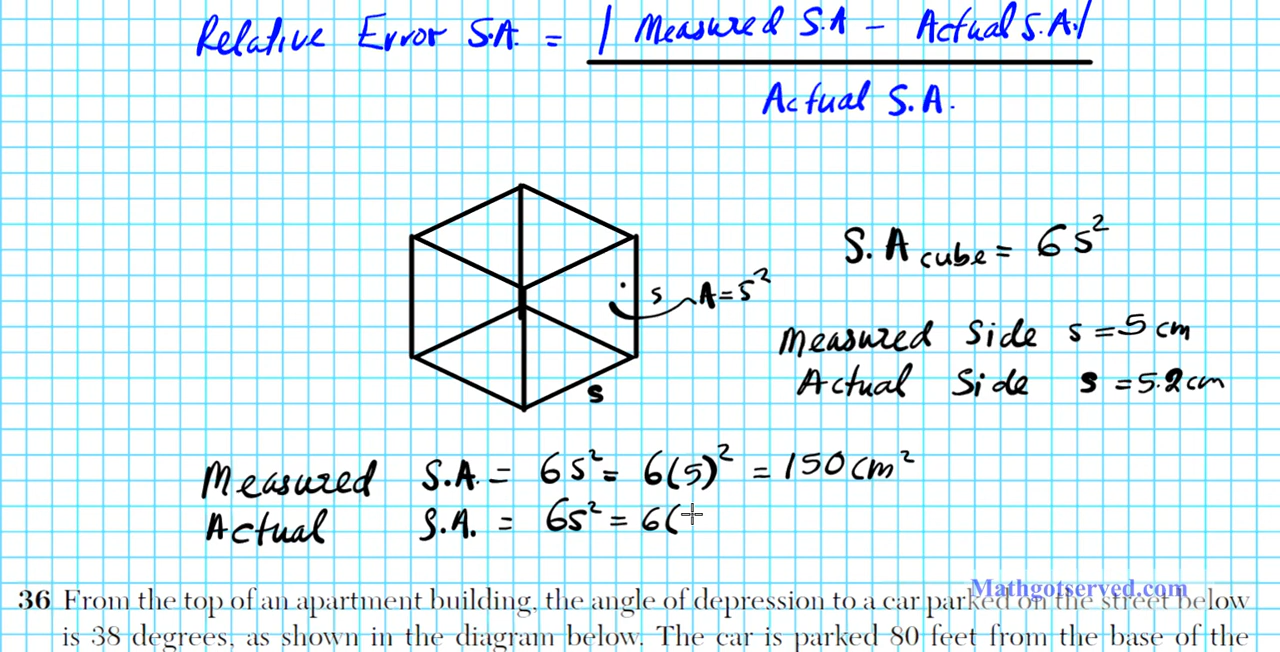 Relative Error S.A. = | Measured S.A - Actual S.A.|
Actual S.A.
S.A cube = 6s²
s A = s²
Measured Side s = 5 cm
Actual Side s = 5.2 cm
s
Measured S.A. = 6s² = 6(5)² = 150 cm²
Actual S.A. = 6s² = 6(
Mathgotserved.com
36 From the top of an apartment building, the angle of depression to a car parked on the street below
is 38 degrees, as shown in the diagram below. The car is parked 80 feet from the base of the